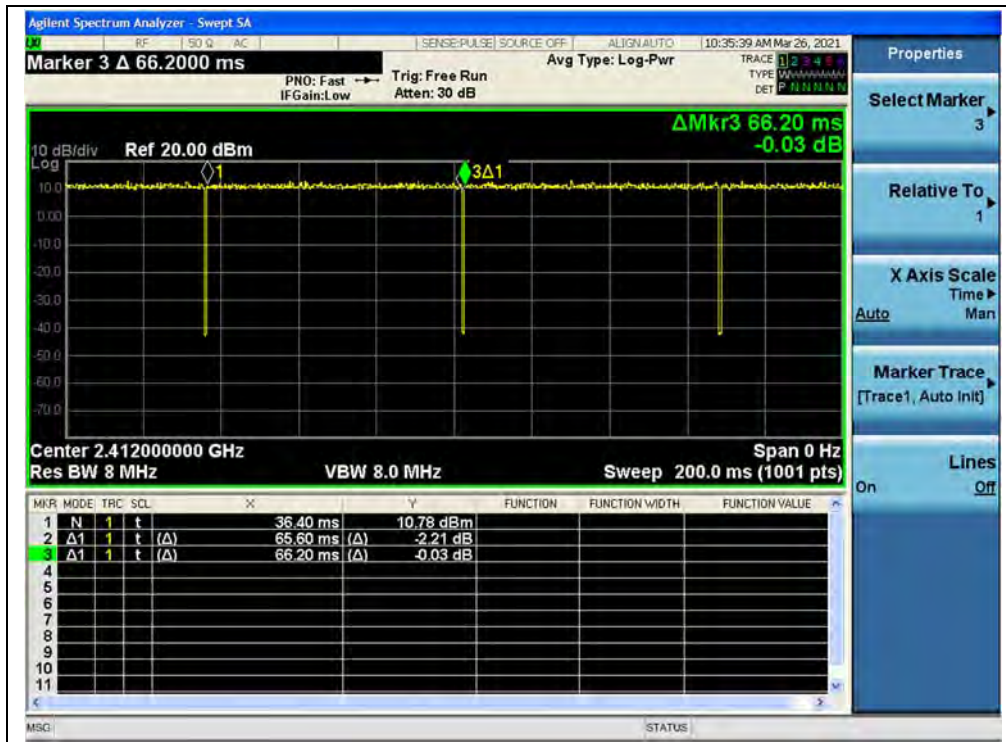 Agilent Spectrum Analyzer - Swept SA
LXI RF 50 Ω AC SENSE:PULSE SOURCE OFF ALIGNAUTO 10:35:39 AM Mar 26, 2021
Marker 3 Δ 66.2000 ms
PNO: Fast
IFGain:Low
Trig: Free Run
Atten: 30 dB
Avg Type: Log-Pwr
TRACE 1 2 3 4 5 6
TYPE
DET P N N N N N
ΔMkr3 66.20 ms
-0.03 dB
10 dB/div Ref 20.00 dBm
Log
1
3Δ1
10.0
0.00
-10.0
-20.0
-30.0
-40.0
-50.0
-60.0
-70.0
Center 2.412000000 GHz Span 0 Hz
Res BW 8 MHz VBW 8.0 MHz Sweep 200.0 ms (1001 pts)
MKR MODE TRC SCL X Y FUNCTION FUNCTION WIDTH FUNCTION VALUE
1 N 1 t 36.40 ms 10.78 dBm
2 Δ1 1 t (Δ) 65.60 ms (Δ) -2.21 dB
3 Δ1 1 t (Δ) 66.20 ms (Δ) -0.03 dB
4
5
6
7
8
9
10
11
MSG STATUS
Properties
Select Marker
3
Relative To
1
X Axis Scale
Time
Auto Man
Marker Trace
[Trace1, Auto Init]
Lines
On Off